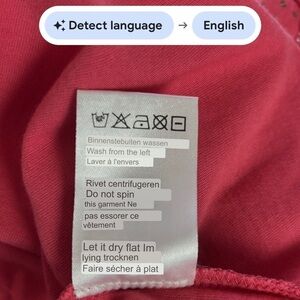 Detect language → English
Binnenstebuiten wassen
Wash from the left
Laver à l'envers
Rivet centrifugeren
Do not spin
this garment Ne
pas essorer ce
vêtement
Let it dry flat Im
lying trocknen
Faire sécher à plat